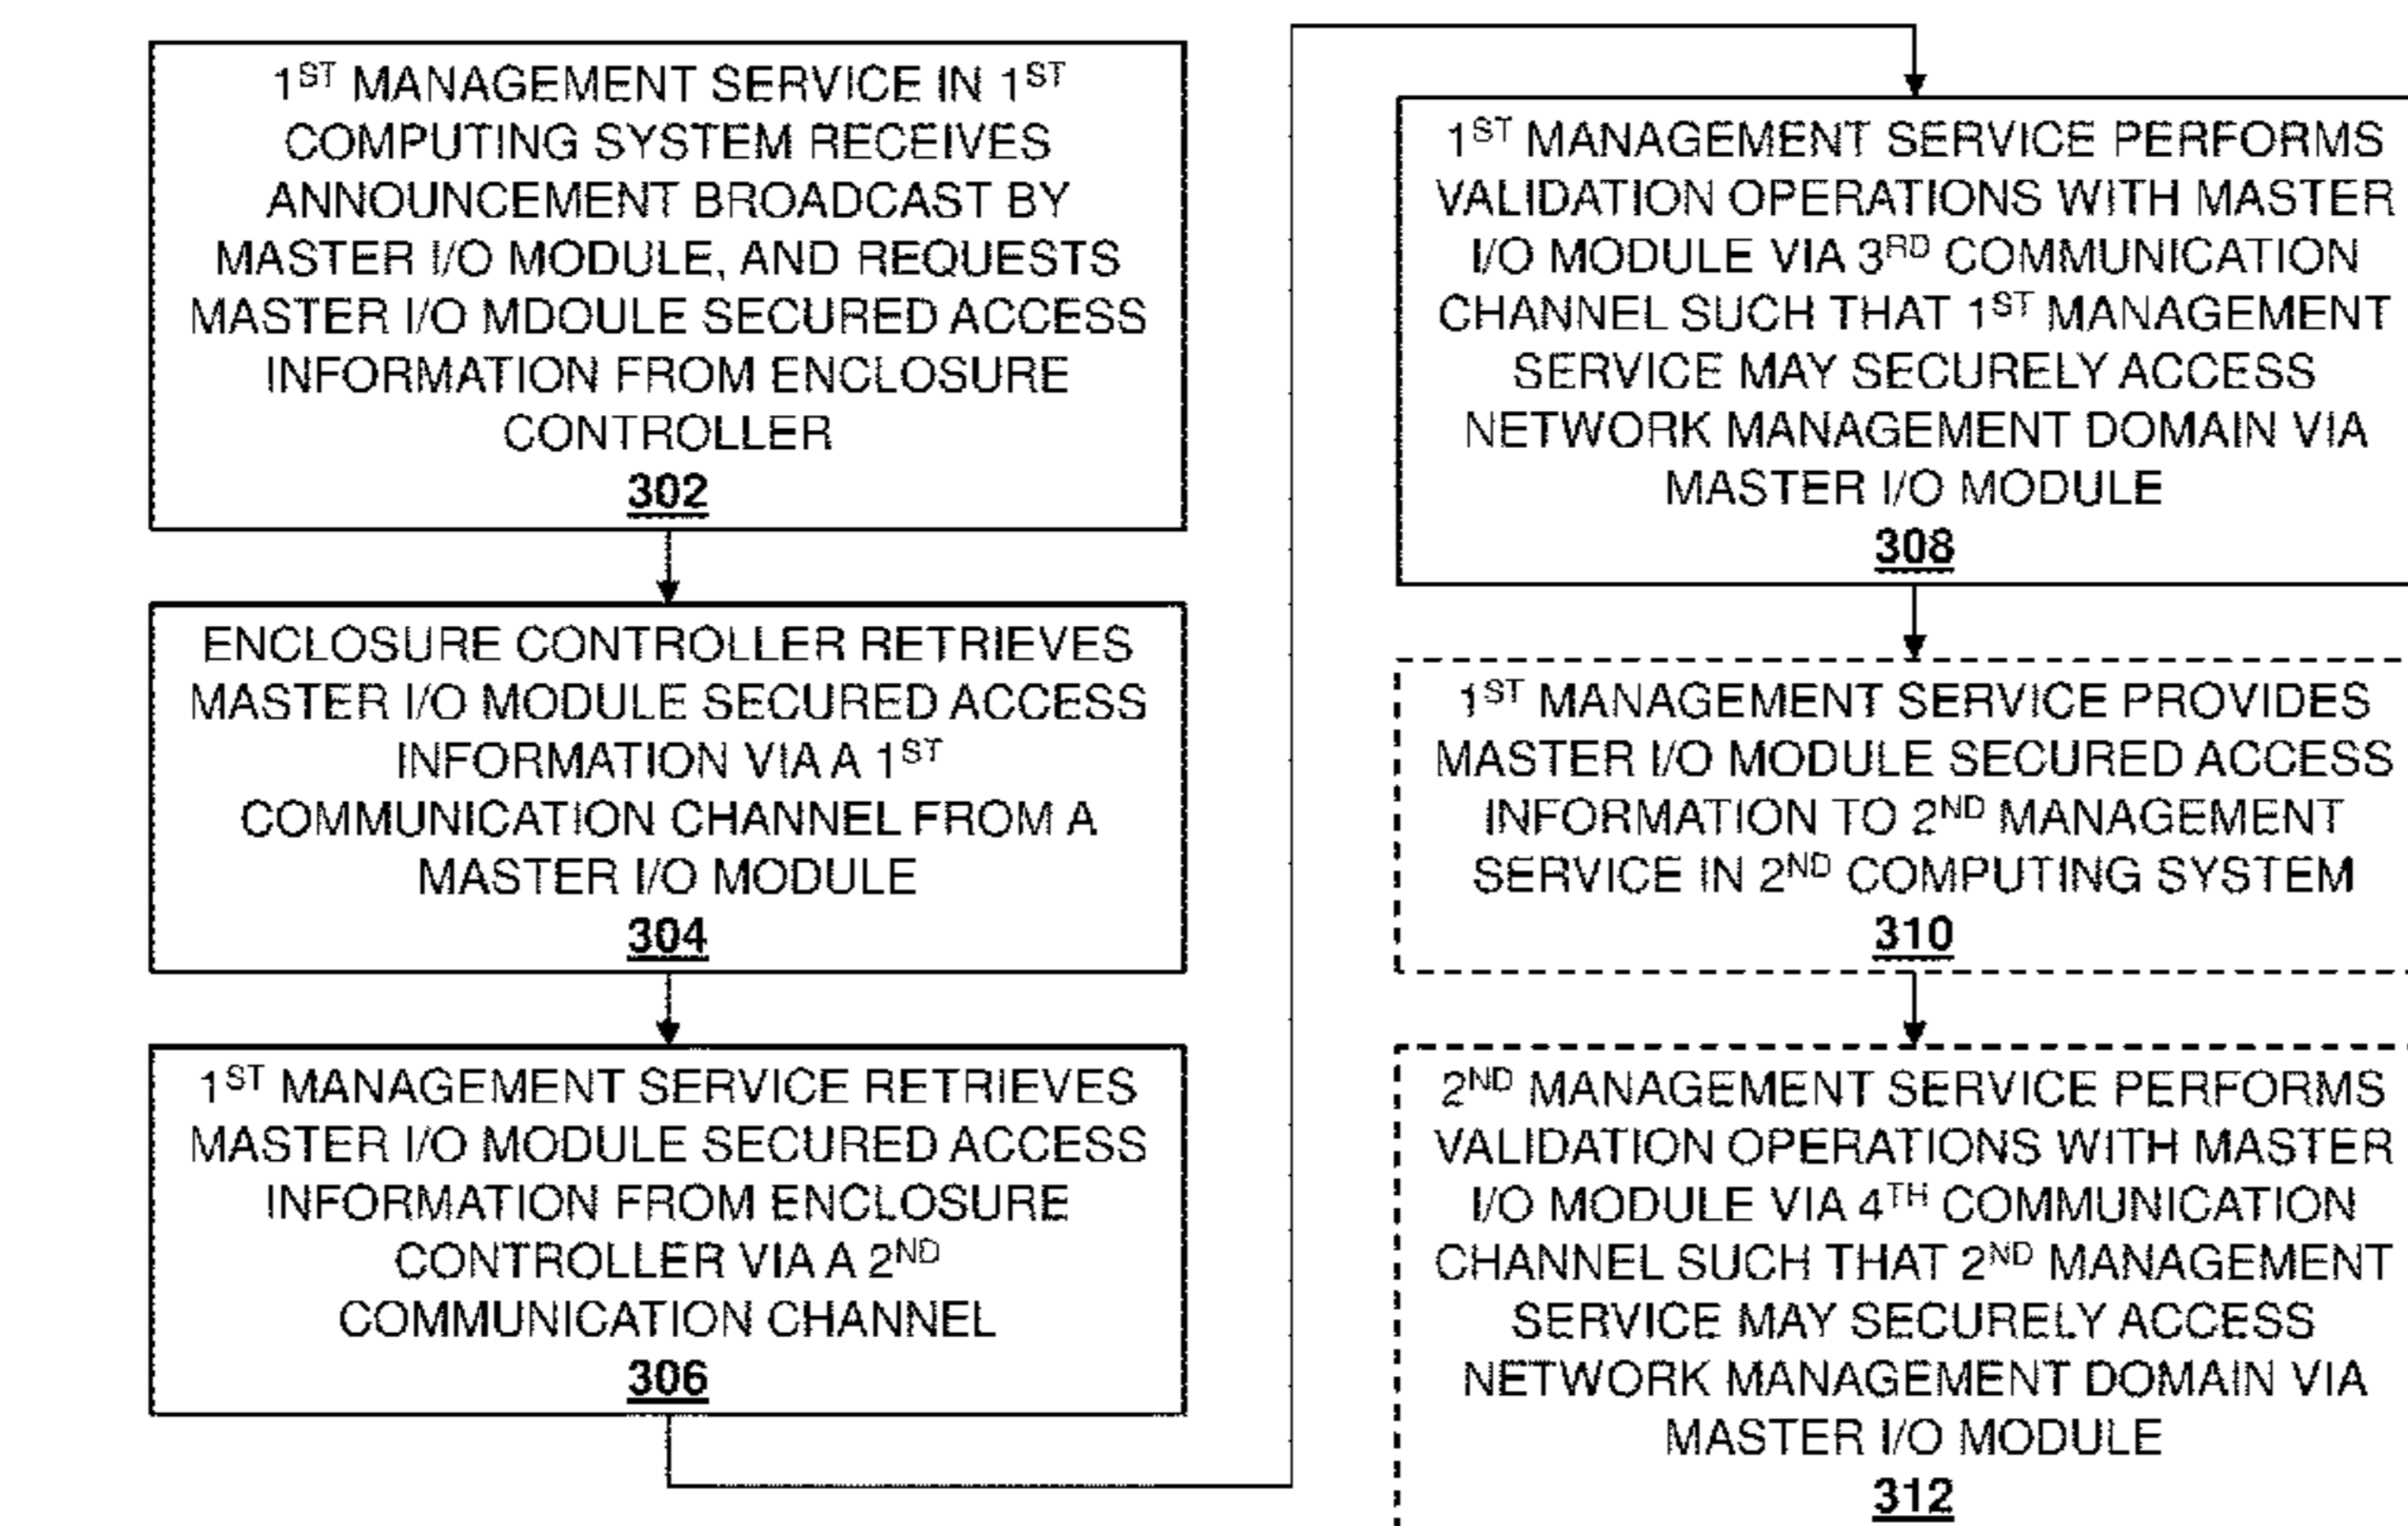 1ST MANAGEMENT SERVICE IN 1ST
COMPUTING SYSTEM RECEIVES
ANNOUNCEMENT BROADCAST BY
MASTER I/O MODULE, AND REQUESTS
MASTER I/O MDOULE SECURED ACCESS
INFORMATION FROM ENCLOSURE
CONTROLLER
302
ENCLOSURE CONTROLLER RETRIEVES
MASTER I/O MODULE SECURED ACCESS
INFORMATION VIA A 1ST
COMMUNICATION CHANNEL FROM A
MASTER I/O MODULE
304
1ST MANAGEMENT SERVICE RETRIEVES
MASTER I/O MODULE SECURED ACCESS
INFORMATION FROM ENCLOSURE
CONTROLLER VIA A 2ND
COMMUNICATION CHANNEL
306
1ST MANAGEMENT SERVICE PERFORMS
VALIDATION OPERATIONS WITH MASTER
I/O MODULE VIA 3RD COMMUNICATION
CHANNEL SUCH THAT 1ST MANAGEMENT
SERVICE MAY SECURELY ACCESS
NETWORK MANAGEMENT DOMAIN VIA
MASTER I/O MODULE
308
1ST MANAGEMENT SERVICE PROVIDES
MASTER I/O MODULE SECURED ACCESS
INFORMATION TO 2ND MANAGEMENT
SERVICE IN 2ND COMPUTING SYSTEM
310
2ND MANAGEMENT SERVICE PERFORMS
VALIDATION OPERATIONS WITH MASTER
I/O MODULE VIA 4TH COMMUNICATION
CHANNEL SUCH THAT 2ND MANAGEMENT
SERVICE MAY SECURELY ACCESS
NETWORK MANAGEMENT DOMAIN VIA
MASTER I/O MODULE
312